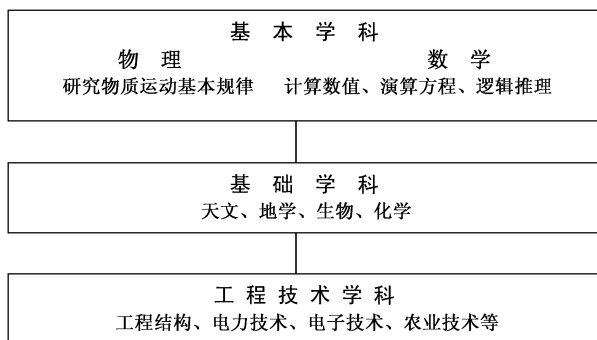 基本学科
物理 数学
研究物质运动基本规律 计算数值、演算方程、逻辑推理
基础学科
天文、地学、生物、化学
工程技术学科
工程结构、电力技术、电子技术、农业技术等